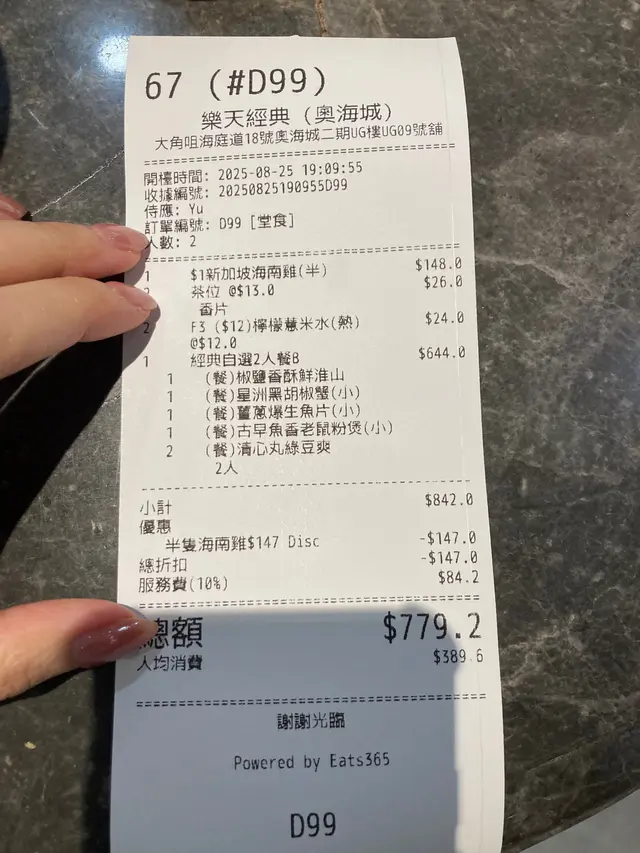 67 (#D99)
樂天經典 (奧海城)
大角咀海庭道18號奧海城二期UG樓UG09號舖
開檯時間: 2025-08-25 19:09:55
收據編號: 20250825190955D99
侍應: Yu
訂單編號: D99 [堂食]
人數: 2
1 $1新加坡海南雞(半) $148.0
2 茶位 @$13.0 $26.0
香片
2 F3 ($12)檸檬薏米水(熱) $24.0
@$12.0
1 經典自選2人餐B $644.0
1 (餐)椒鹽香酥鮮淮山
1 (餐)星洲黑胡椒蟹(小)
1 (餐)薑蔥爆生魚片(小)
1 (餐)古早魚香老鼠粉煲(小)
2 (餐)清心丸綠豆爽
2人
小計 $842.0
優惠
半隻海南雞$147 Disc -$147.0
總折扣 -$147.0
服務費(10%) $84.2
總額 $779.2
人均消費 $389.6
謝謝光臨
Powered by Eats365
D99